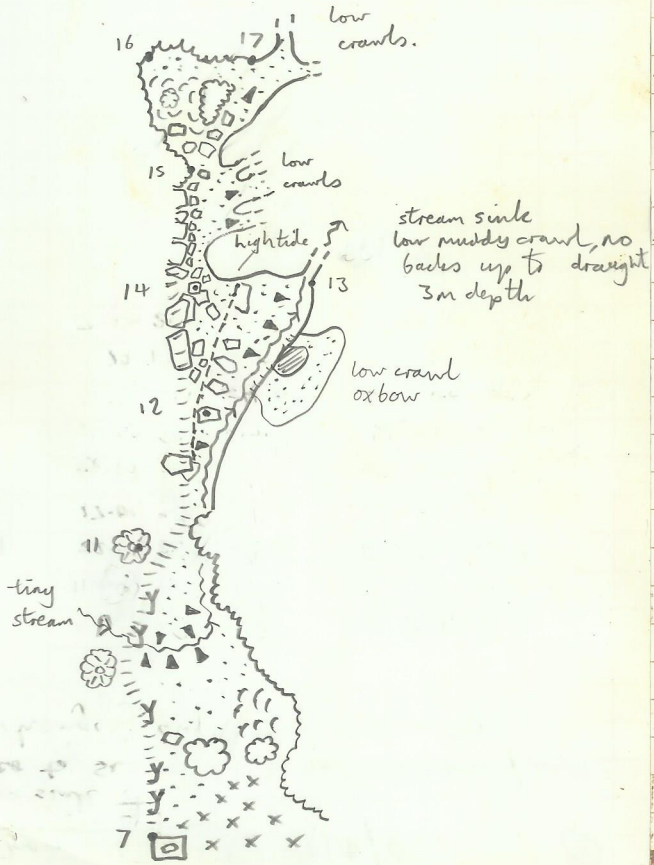 low
crawls.
16
17
15
low
crawls
hightide
stream sink
low muddy crawl, no
backs up to draught
3m depth
14
13
low crawl
oxbow
12
11
tiny
stream
7